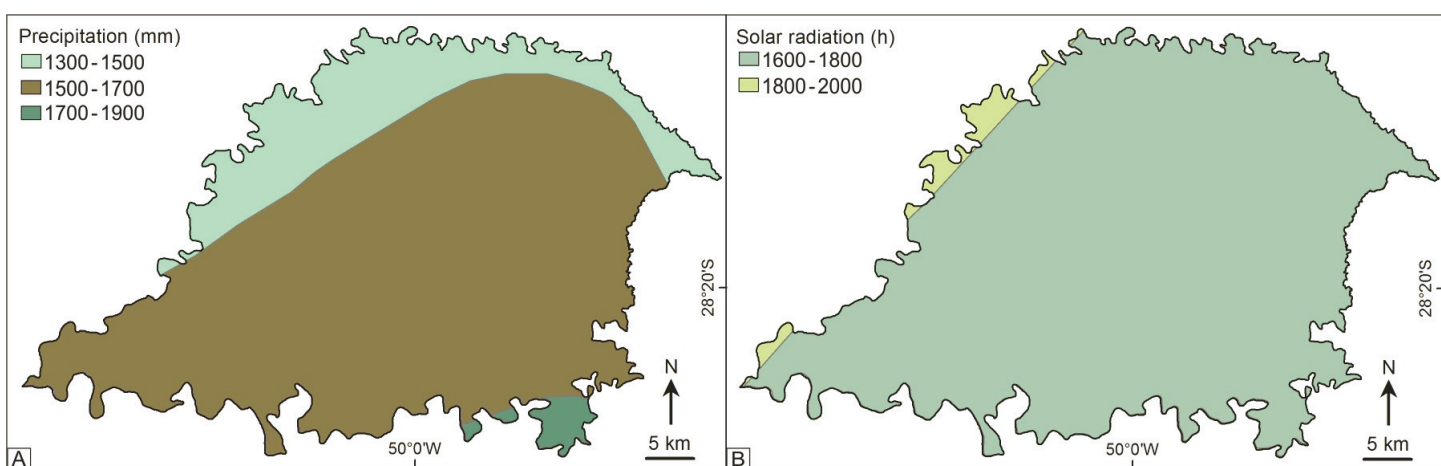 Precipitation (mm)
1300 - 1500
1500 - 1700
1700 - 1900
28°20'S
N
5 km
50°0'W
A
Solar radiation (h)
1600 - 1800
1800 - 2000
28°20'S
N
5 km
50°0'W
B